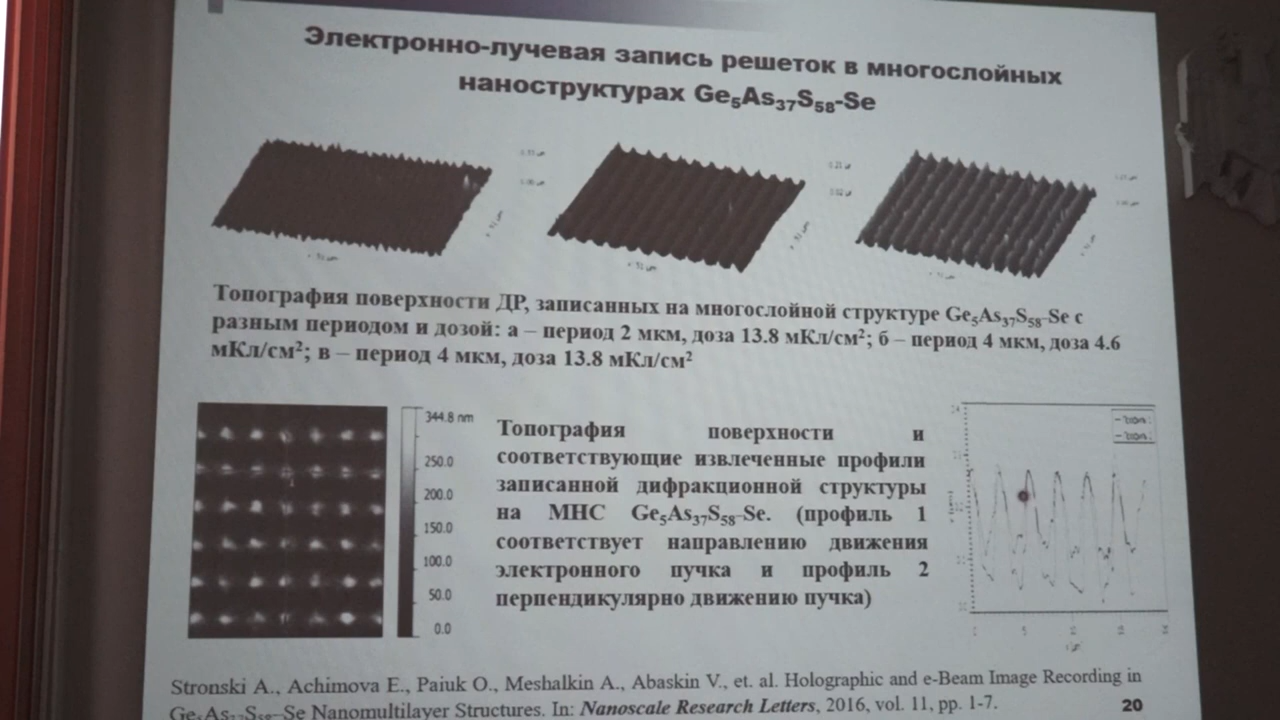 Электронно-лучевая запись решеток в многослойных
наноструктурах Ge₅As₃₇S₅₈-Se
Топография поверхности ДР, записанных на многослойной структуре Ge₅As₃₇S₅₈-Se с
разным периодом и дозой: а – период 2 мкм, доза 13.8 мКл/см²; б – период 4 мкм, доза 4.6
мКл/см²; в – период 4 мкм, доза 13.8 мКл/см²
344.8 nm
250.0
200.0
150.0
100.0
50.0
0.0
Топография поверхности и
соответствующие извлеченные профили
записанной дифракционной структуры
на МНС Ge₅As₃₇S₅₈-Se. (профиль 1
соответствует направлению движения
электронного пучка и профиль 2
перпендикулярно движению пучка)
Stronski A., Achimova E., Paiuk O., Meshalkin A., Abaskin V., et. al. Holographic and e-Beam Image Recording in
Ge₅As₃₇S₅₈–Se Nanomultilayer Structures. In: Nanoscale Research Letters, 2016, vol. 11, pp. 1-7.
20